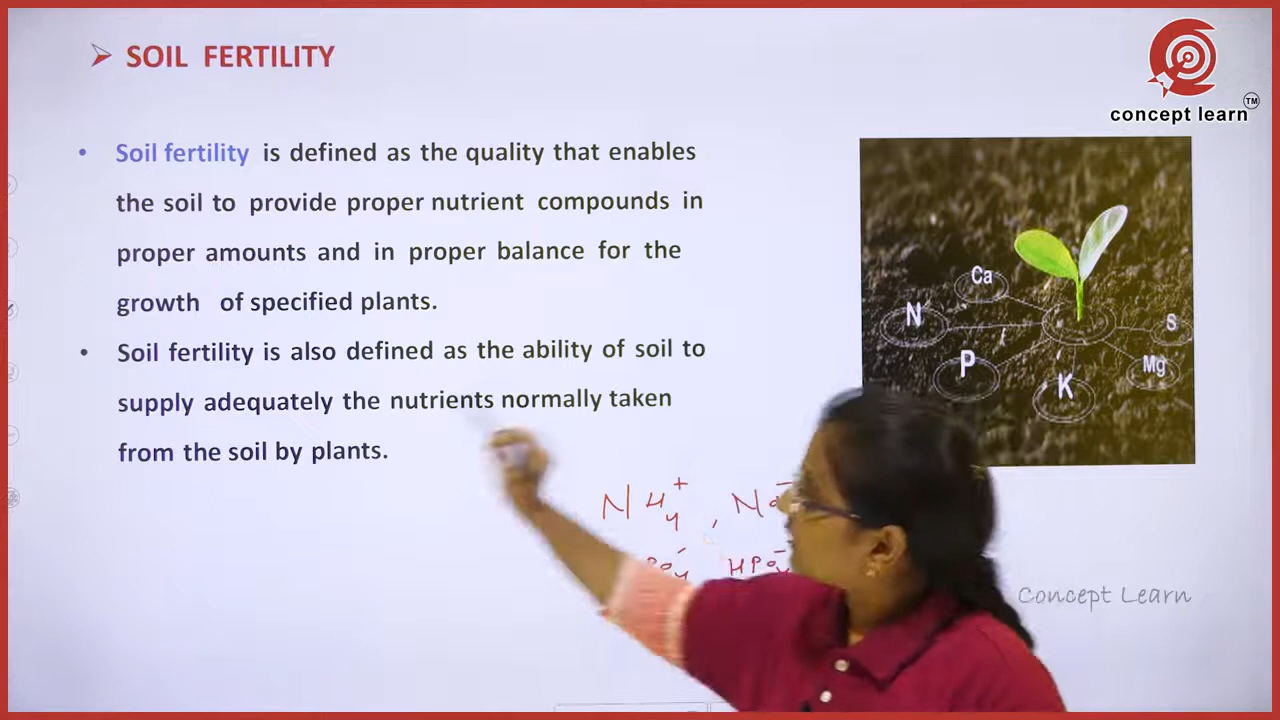 ➢ SOIL FERTILITY
concept learn TM
• Soil fertility is defined as the quality that enables
the soil to provide proper nutrient compounds in
proper amounts and in proper balance for the
growth of specified plants.
• Soil fertility is also defined as the ability of soil to
supply adequately the nutrients normally taken
from the soil by plants.
Ca
N
S
P
Mg
K
NH4+ ,
Concept Learn